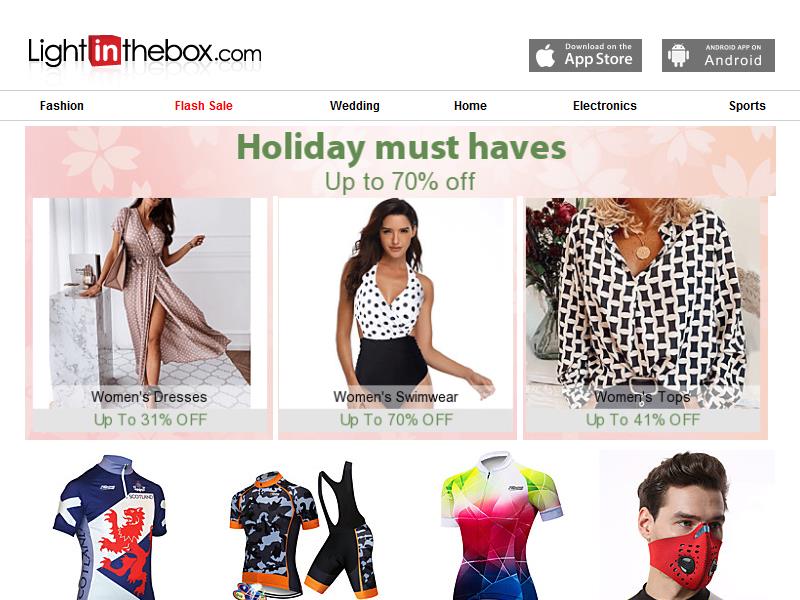 Lightinthebox.com
Download on the
App Store
ANDROID APP ON
Android
Fashion
Flash Sale
Wedding
Home
Electronics
Sports
Holiday must haves
Up to 70% off
Women's Dresses
Up To 31% OFF
Women's Swimwear
Up To 70% OFF
Women's Tops
Up To 41% OFF
SCOTLAND
SCOTLAND